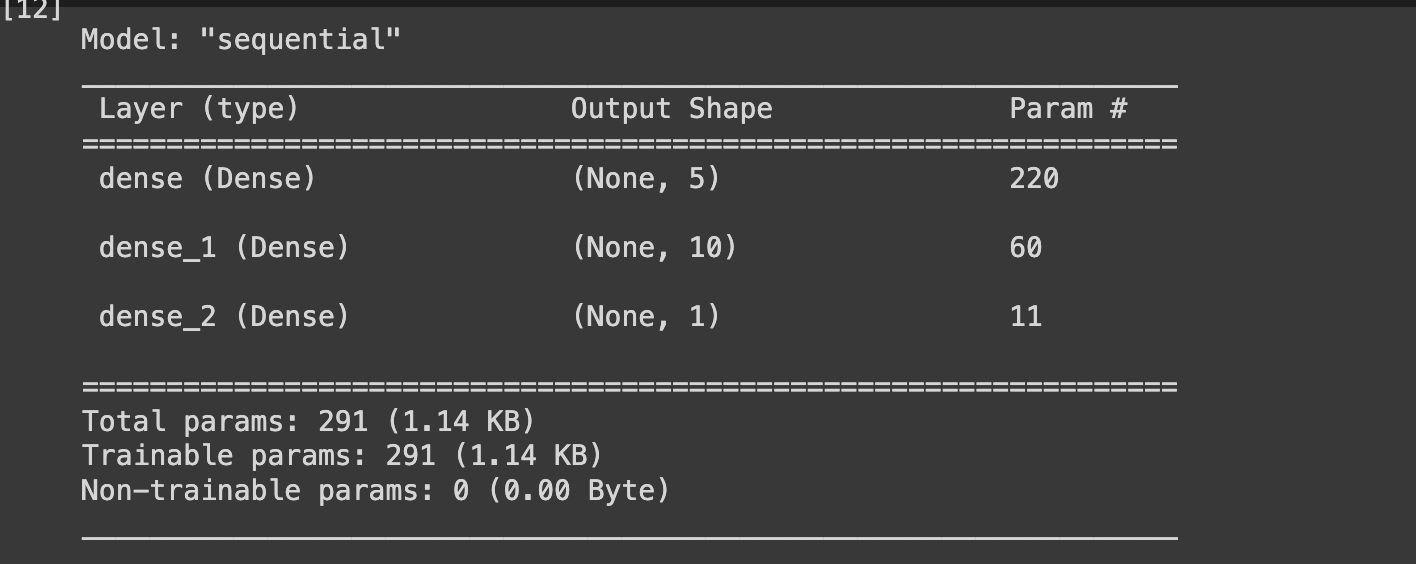 [12]
Model: "sequential"
_________________________________________________________________
Layer (type) Output Shape Param #
=================================================================
dense (Dense) (None, 5) 220
dense_1 (Dense) (None, 10) 60
dense_2 (Dense) (None, 1) 11
=================================================================
Total params: 291 (1.14 KB)
Trainable params: 291 (1.14 KB)
Non-trainable params: 0 (0.00 Byte)
_________________________________________________________________